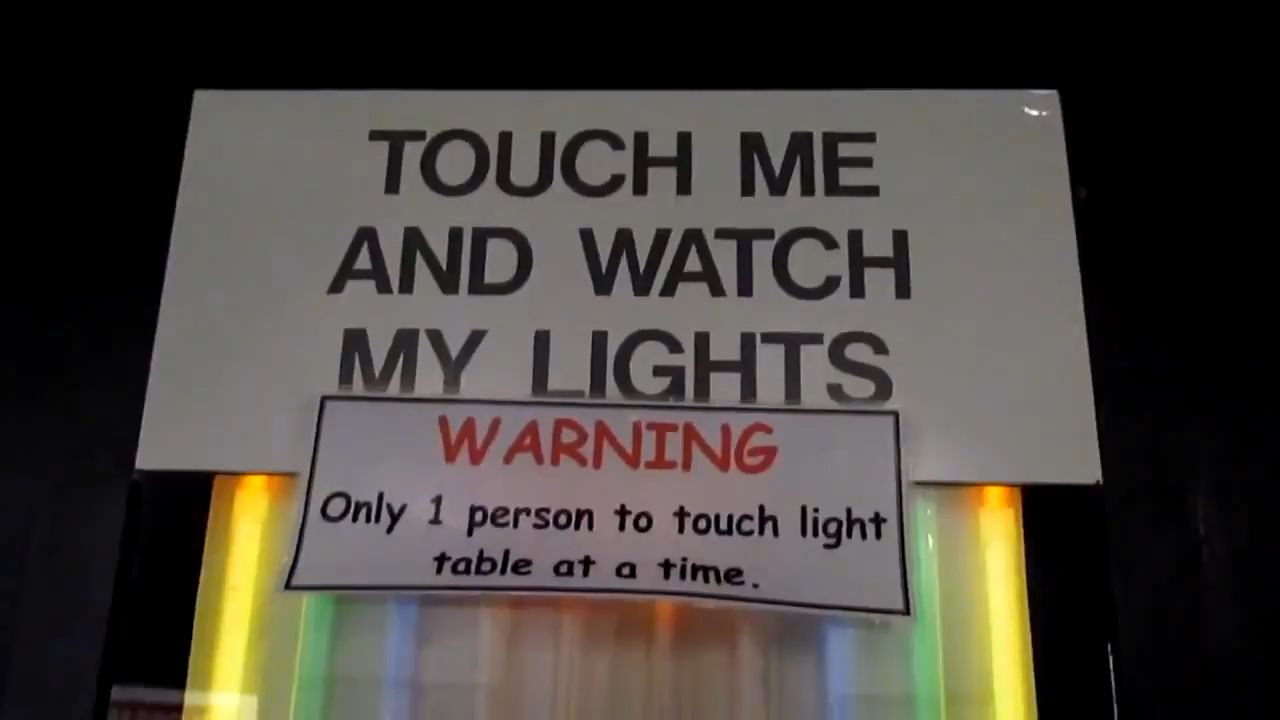 TOUCH ME
AND WATCH
MY LIGHTS
WARNING
Only 1 person to touch light
table at a time.